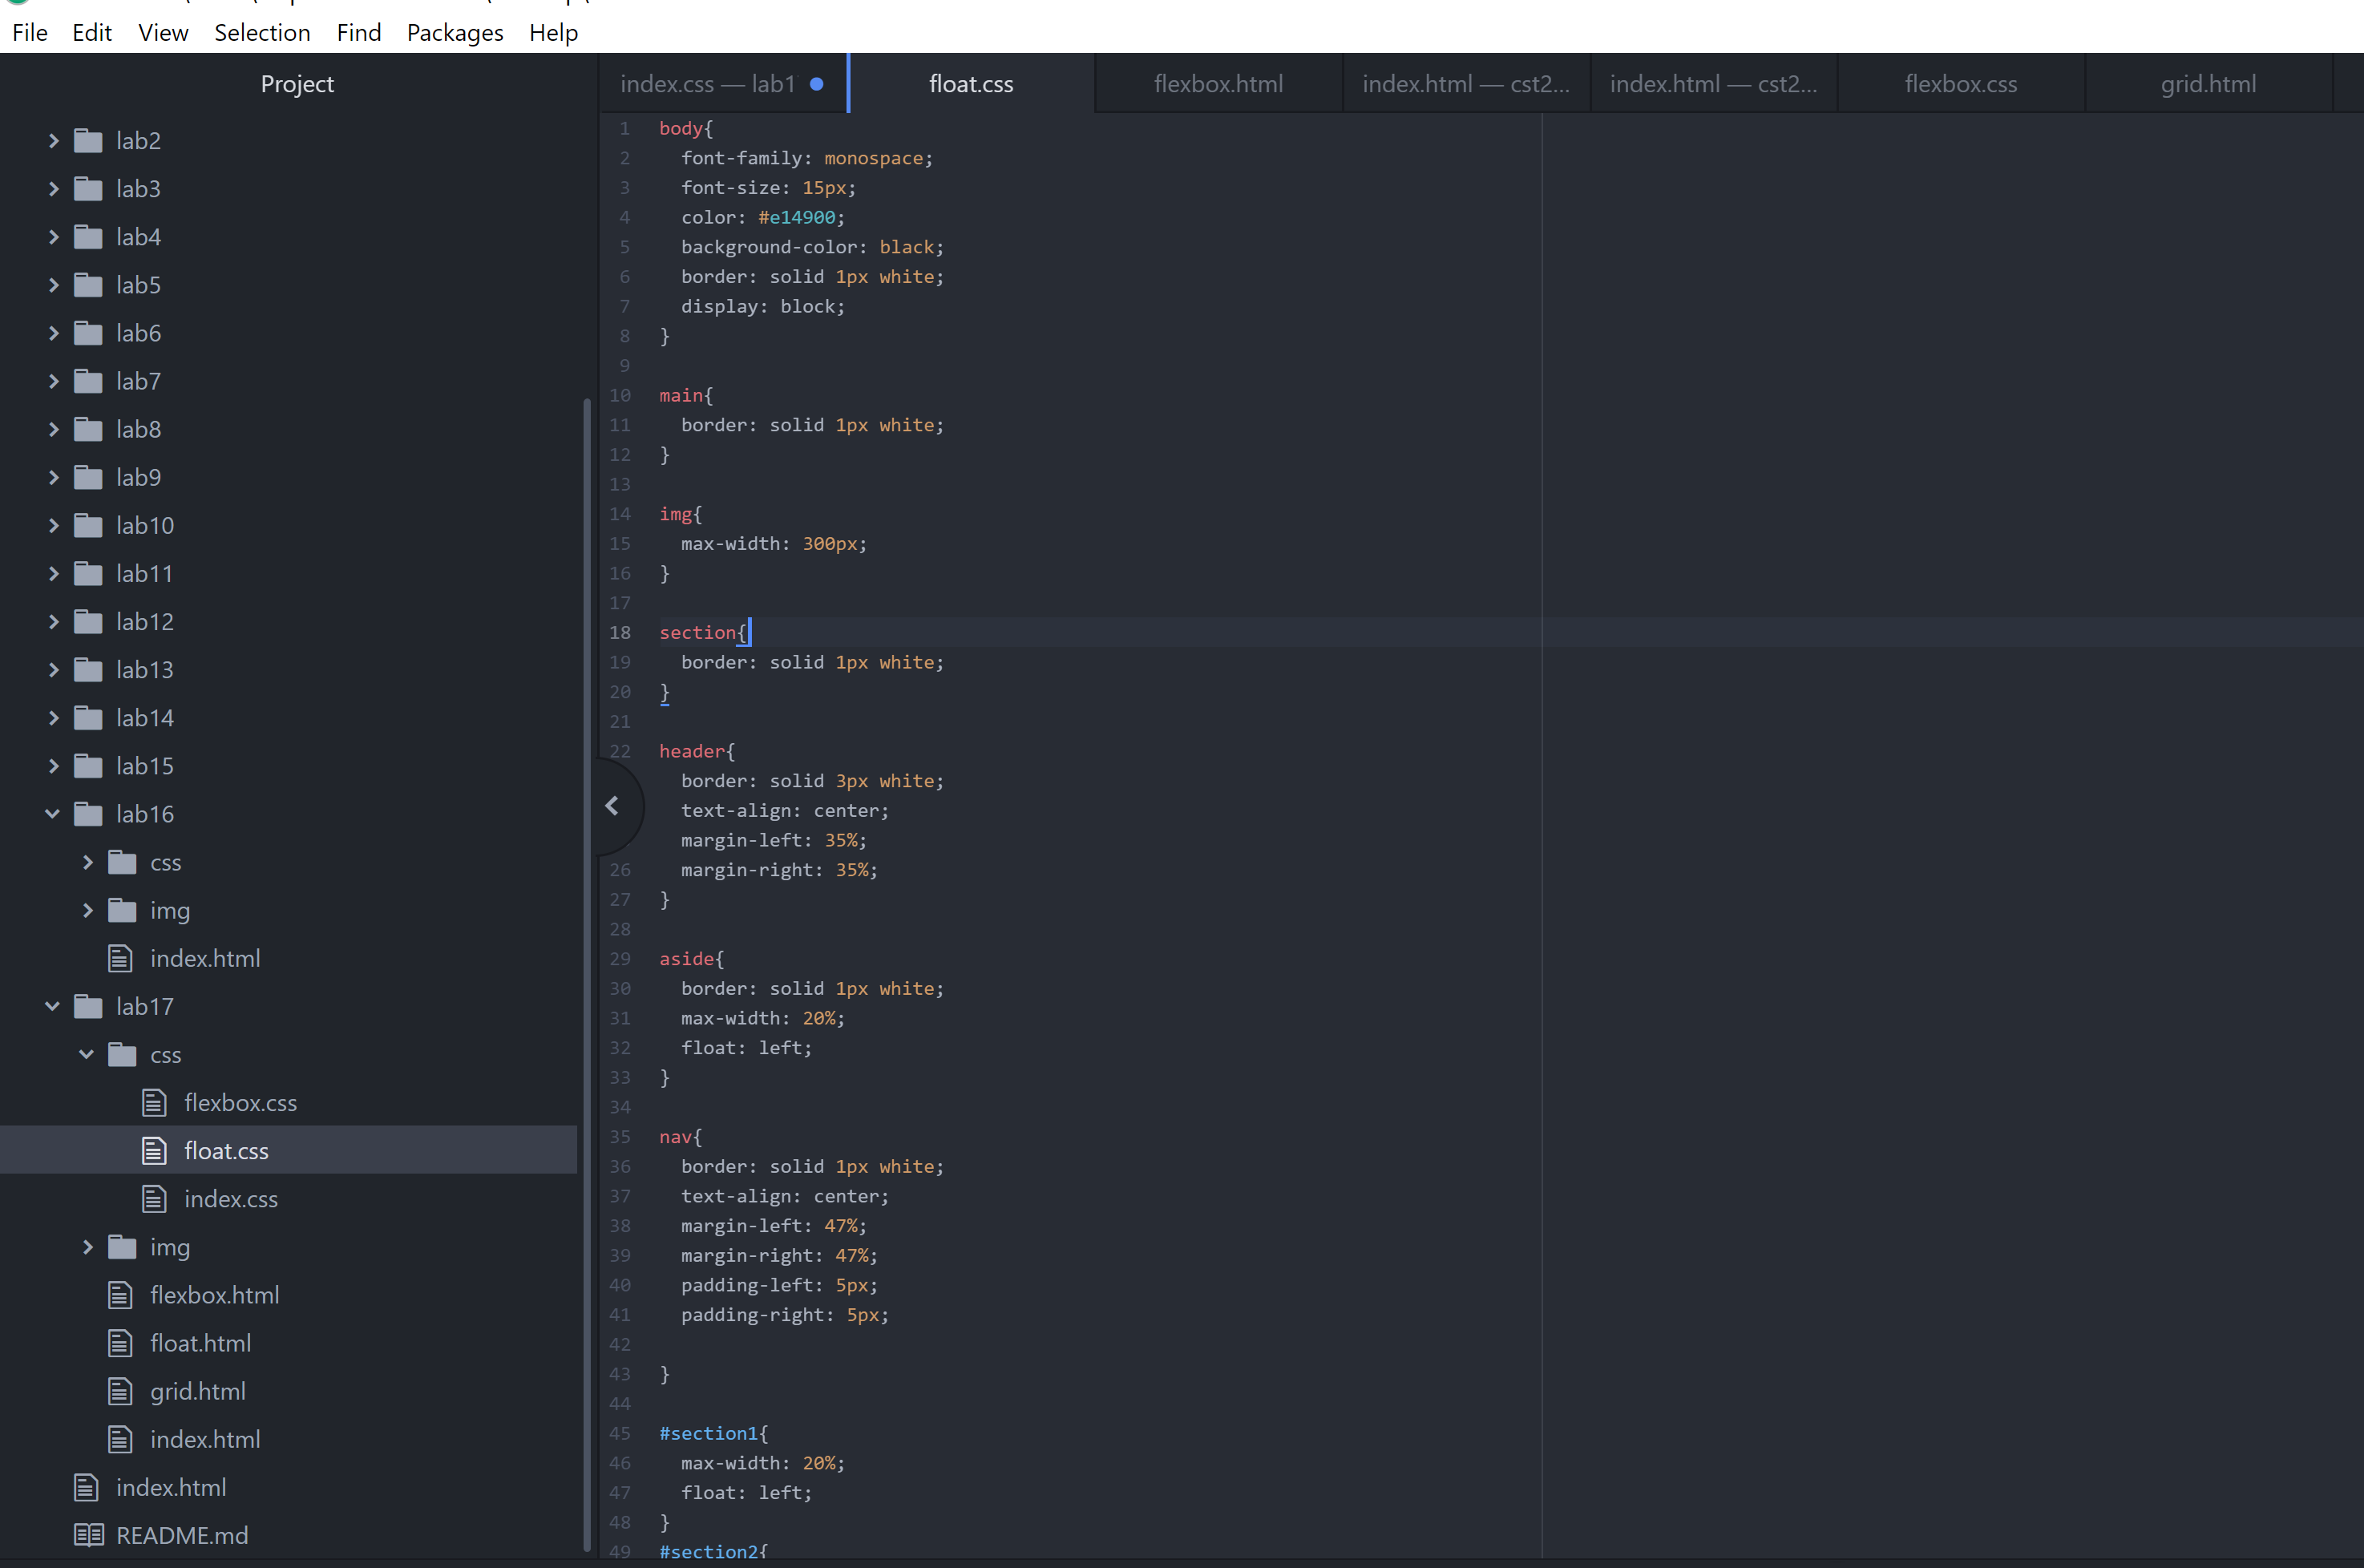 File Edit View Selection Find Packages Help
Project
lab2
lab3
lab4
lab5
lab6
lab7
lab8
lab9
lab10
lab11
lab12
lab13
lab14
lab15
lab16
css
img
index.html
lab17
css
flexbox.css
float.css
index.css
img
flexbox.html
float.html
grid.html
index.html
index.html
README.md
index.css — lab1 float.css flexbox.html index.html — cst2... index.html — cst2... flexbox.css grid.html
1 body{
2 font-family: monospace;
3 font-size: 15px;
4 color: #e14900;
5 background-color: black;
6 border: solid 1px white;
7 display: block;
8 }
9
10 main{
11 border: solid 1px white;
12 }
13
14 img{
15 max-width: 300px;
16 }
17
18 section{
19 border: solid 1px white;
20 }
21
22 header{
border: solid 3px white;
text-align: center;
margin-left: 35%;
26 margin-right: 35%;
27 }
28
29 aside{
30 border: solid 1px white;
31 max-width: 20%;
32 float: left;
33 }
34
35 nav{
36 border: solid 1px white;
37 text-align: center;
38 margin-left: 47%;
39 margin-right: 47%;
40 padding-left: 5px;
41 padding-right: 5px;
42
43 }
44
45 #section1{
46 max-width: 20%;
47 float: left;
48 }
49 #section2{